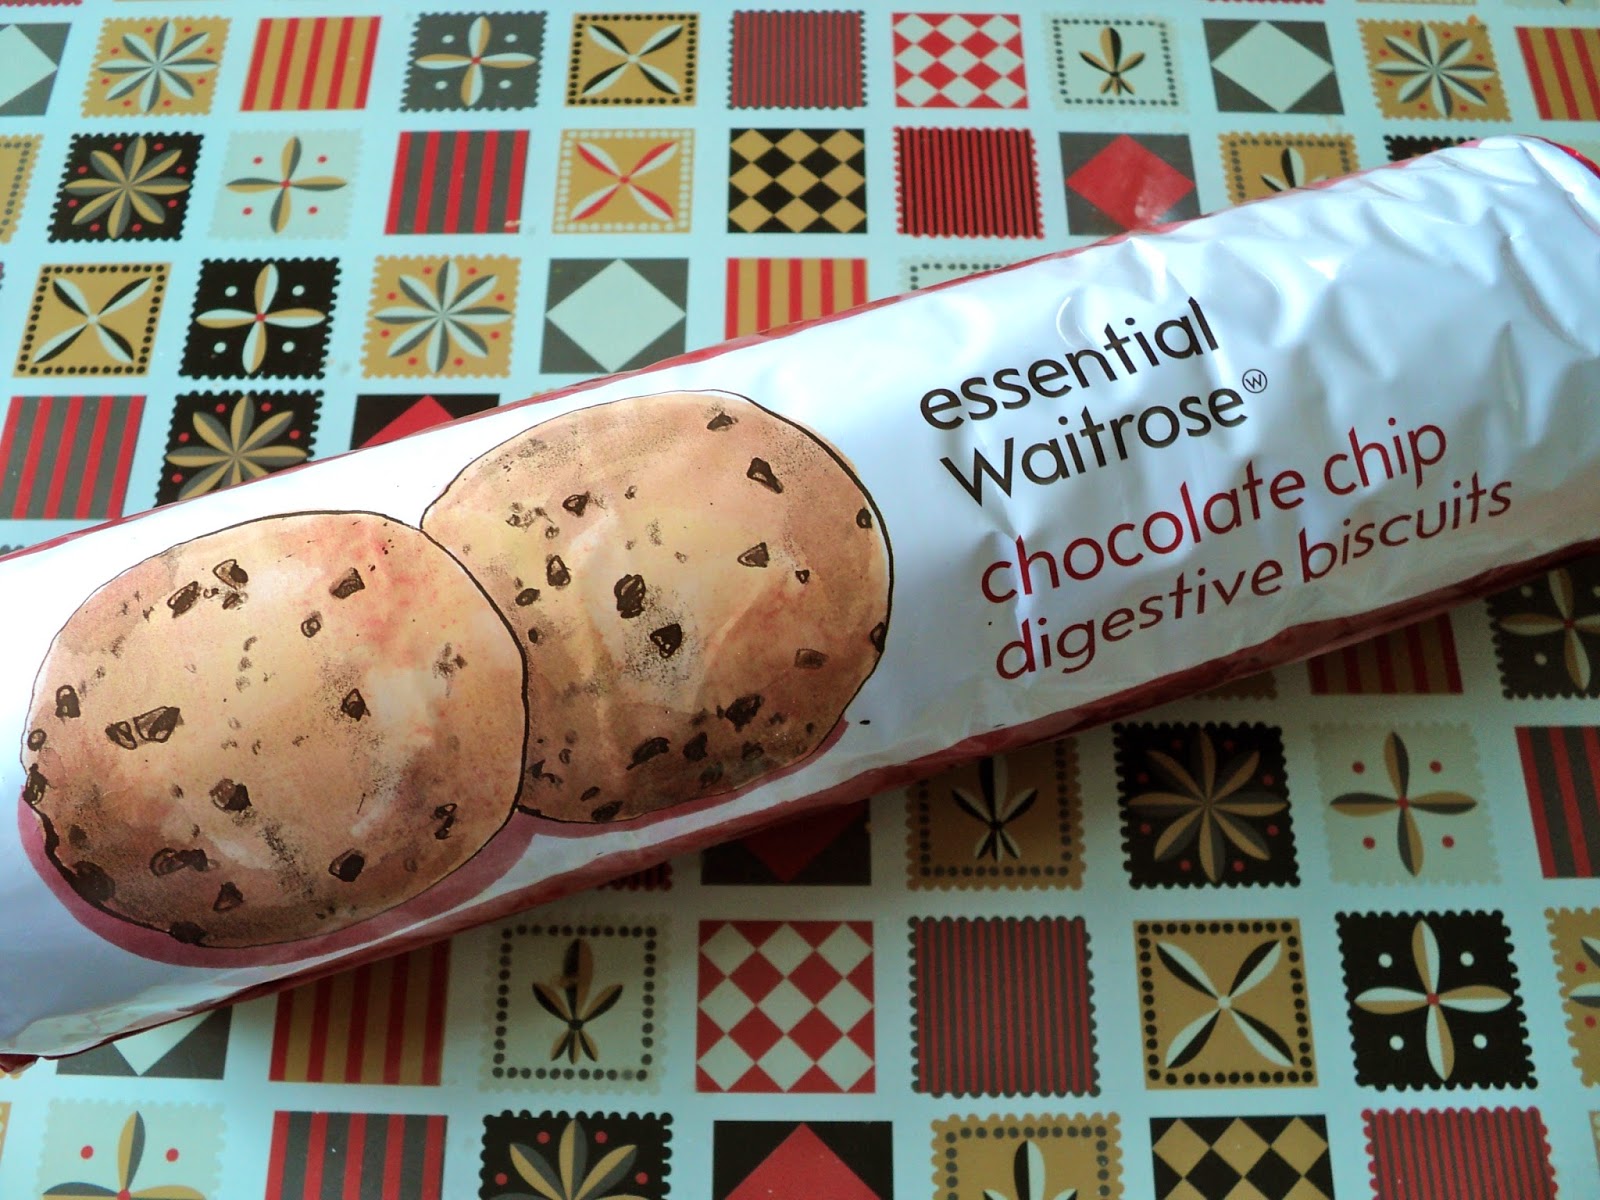 essential
Waitrose Ⓦ
chocolate chip
digestive biscuits